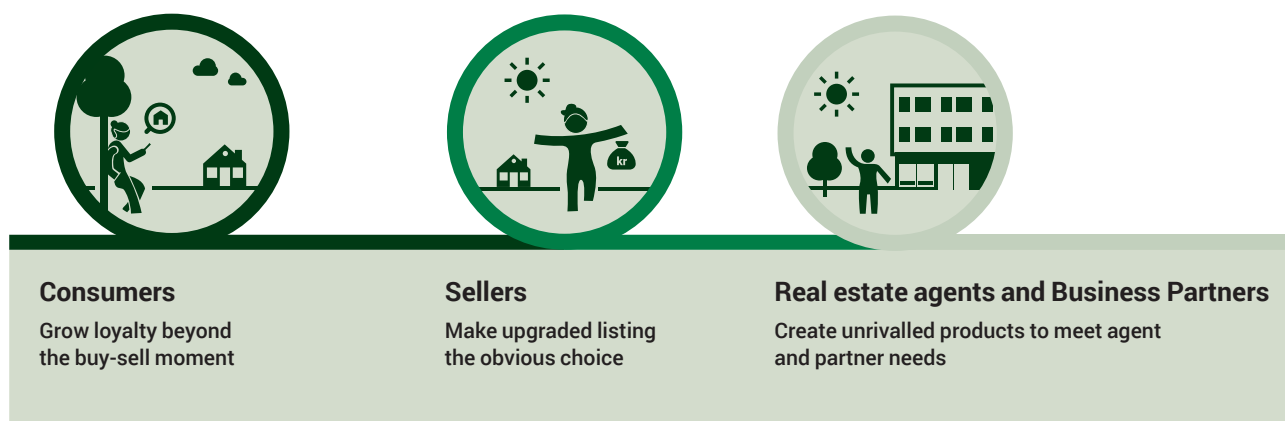 kr
Consumers
Grow loyalty beyond
the buy-sell moment
Sellers
Make upgraded listing
the obvious choice
Real estate agents and Business Partners
Create unrivalled products to meet agent
and partner needs